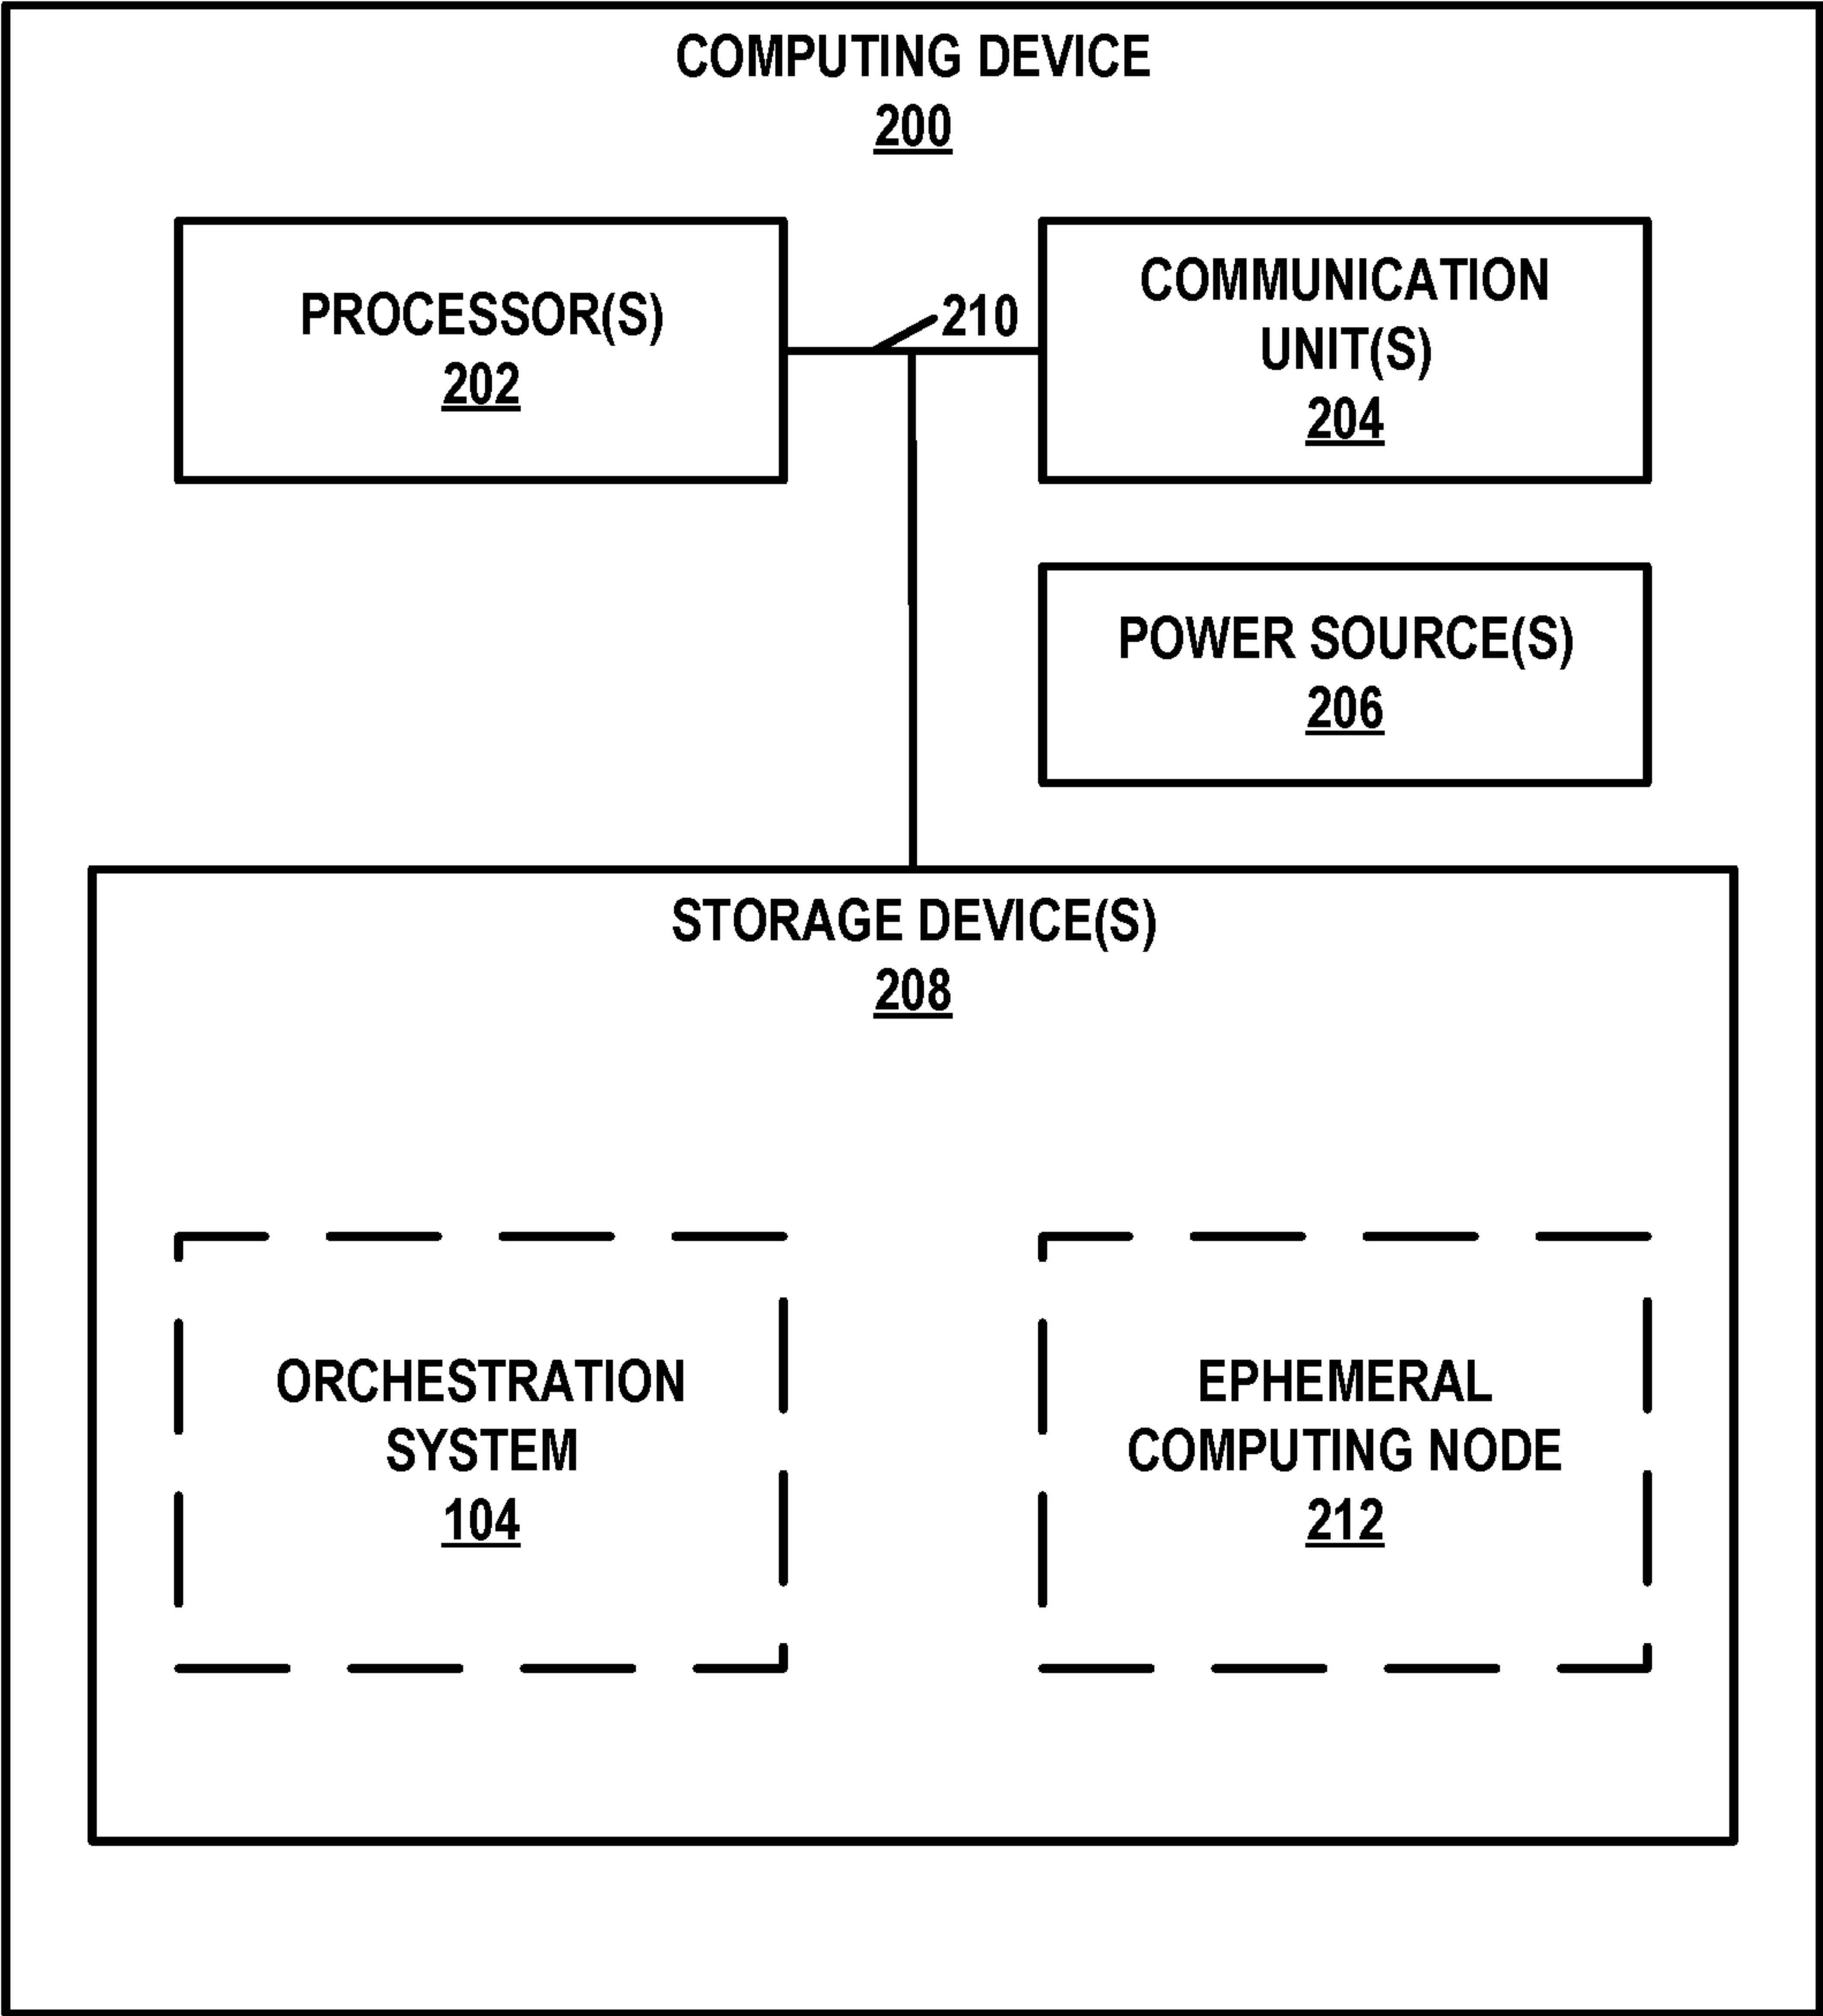 COMPUTING DEVICE
200
PROCESSOR(S)
202
210
COMMUNICATION
UNIT(S)
204
POWER SOURCE(S)
206
STORAGE DEVICE(S)
208
ORCHESTRATION
SYSTEM
104
EPHEMERAL
COMPUTING NODE
212